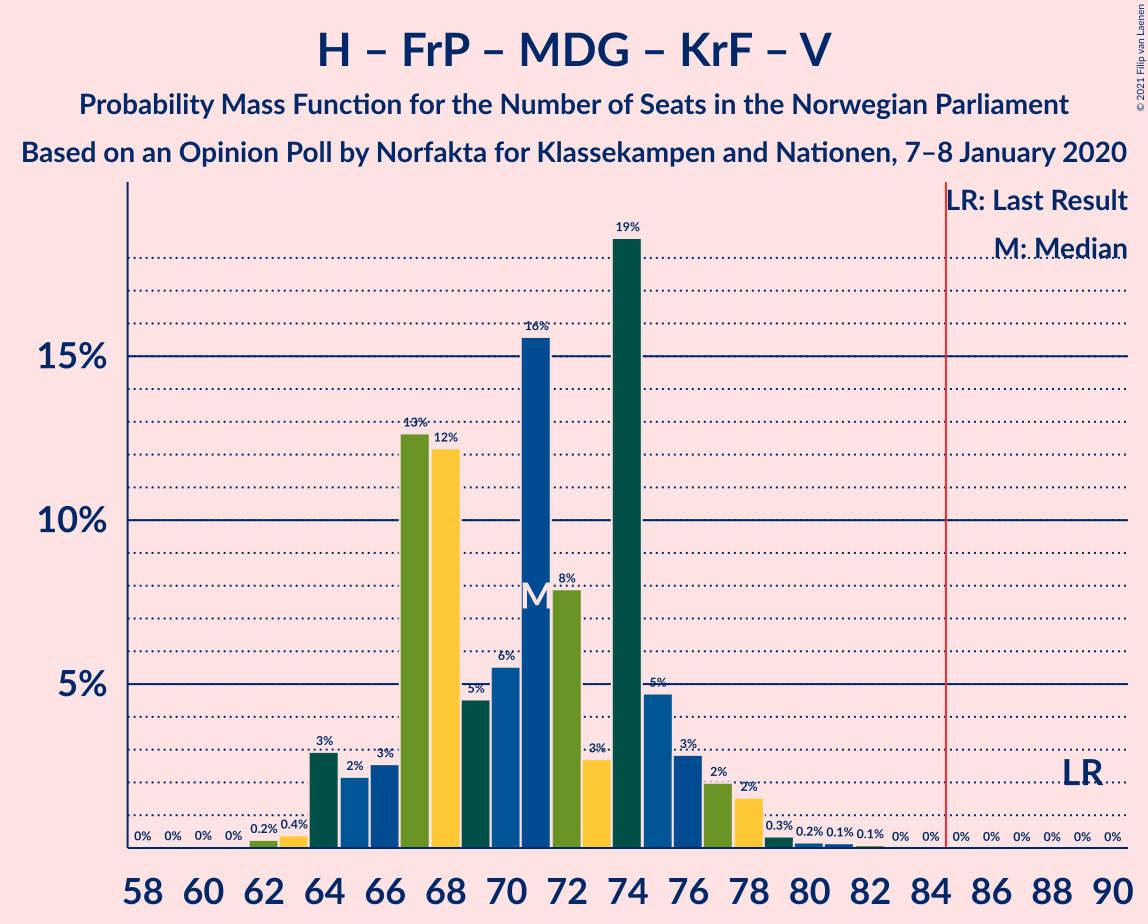 H – FrP – MDG – KrF – V
Probability Mass Function for the Number of Seats in the Norwegian Parliament
Based on an Opinion Poll by Norfakta for Klassekampen and Nationen, 7–8 January 2020
© 2021 Filip van Laenen
LR: Last Result
M: Median
15%
10%
5%
0% 0% 0% 0% 0.2% 0.4% 3% 2% 3% 13% 12% 5% 6% 16% 8% 3% 19% 5% 3% 2% 2% 0.3% 0.2% 0.1% 0.1% 0% 0% 0% 0% 0% 0% 0% 0%
M
LR
58 60 62 64 66 68 70 72 74 76 78 80 82 84 86 88 90